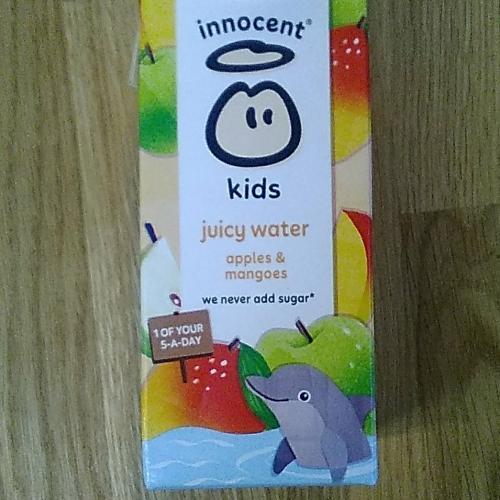 innocent®
kids
juicy water
apples &
mangoes
we never add sugar*
1 OF YOUR
5-A-DAY